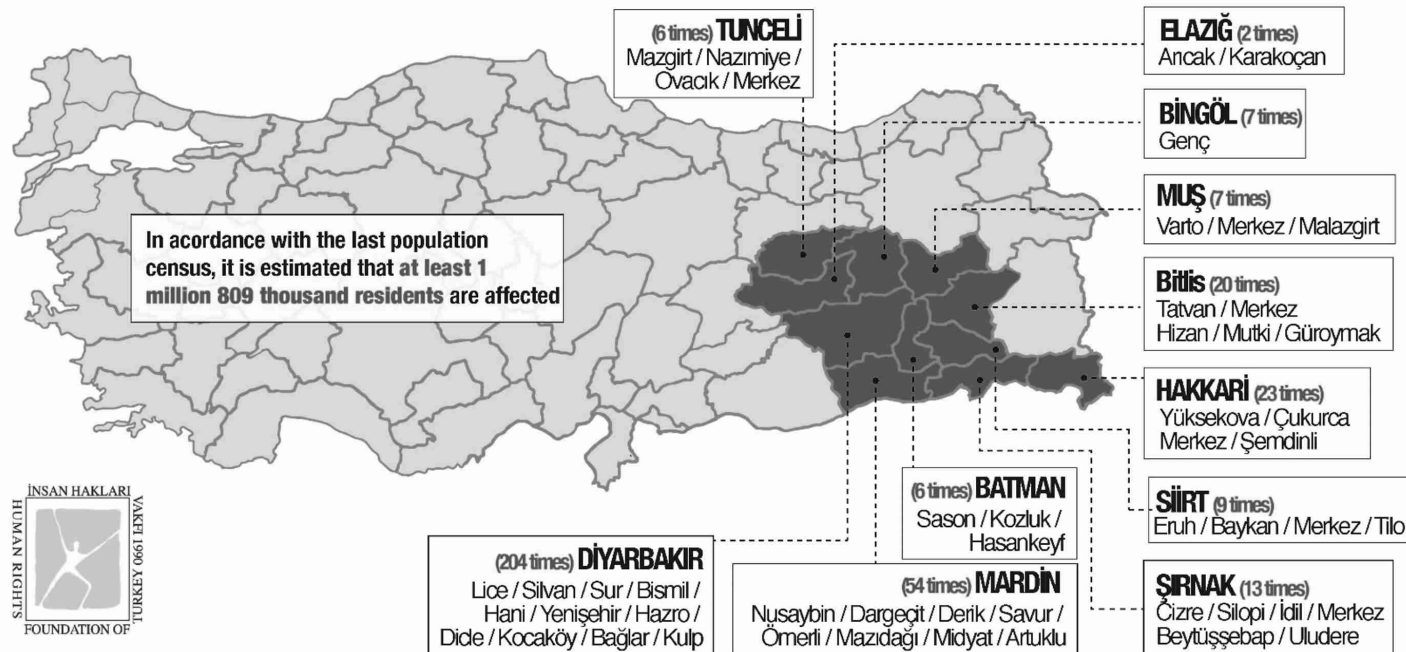 (6 times) TUNCELİ
Mazgirt / Nazımiye /
Ovacık / Merkez
ELAZIĞ (2 times)
Arıcak / Karakoçan
BİNGÖL (7 times)
Genç
MUŞ (7 times)
Varto / Merkez / Malazgirt
In acordance with the last population
census, it is estimated that at least 1
million 809 thousand residents are affected
Bitlis (20 times)
Tatvan / Merkez
Hizan / Mutki / Güroymak
HAKKARİ (23 times)
Yüksekova / Çukurca
Merkez / Şemdinli
(6 times) BATMAN
Sason / Kozluk /
Hasankeyf
SİİRT (9 times)
Eruh / Baykan / Merkez / Tilo
(204 times) DİYARBAKIR
Lice / Silvan / Sur / Bismil /
Hani / Yenişehir / Hazro /
Dicle / Kocaköy / Bağlar / Kulp
(54 times) MARDİN
Nusaybin / Dargeçit / Derik / Savur /
Ömerli / Mazıdağı / Midyat / Artuklu
ŞIRNAK (13 times)
Cizre / Silopi / İdil / Merkez
Beytüşşebap / Uludere
İNSAN HAKLARI
VAKFI 1990 TURKEY
HUMAN RIGHTS
FOUNDATION OF